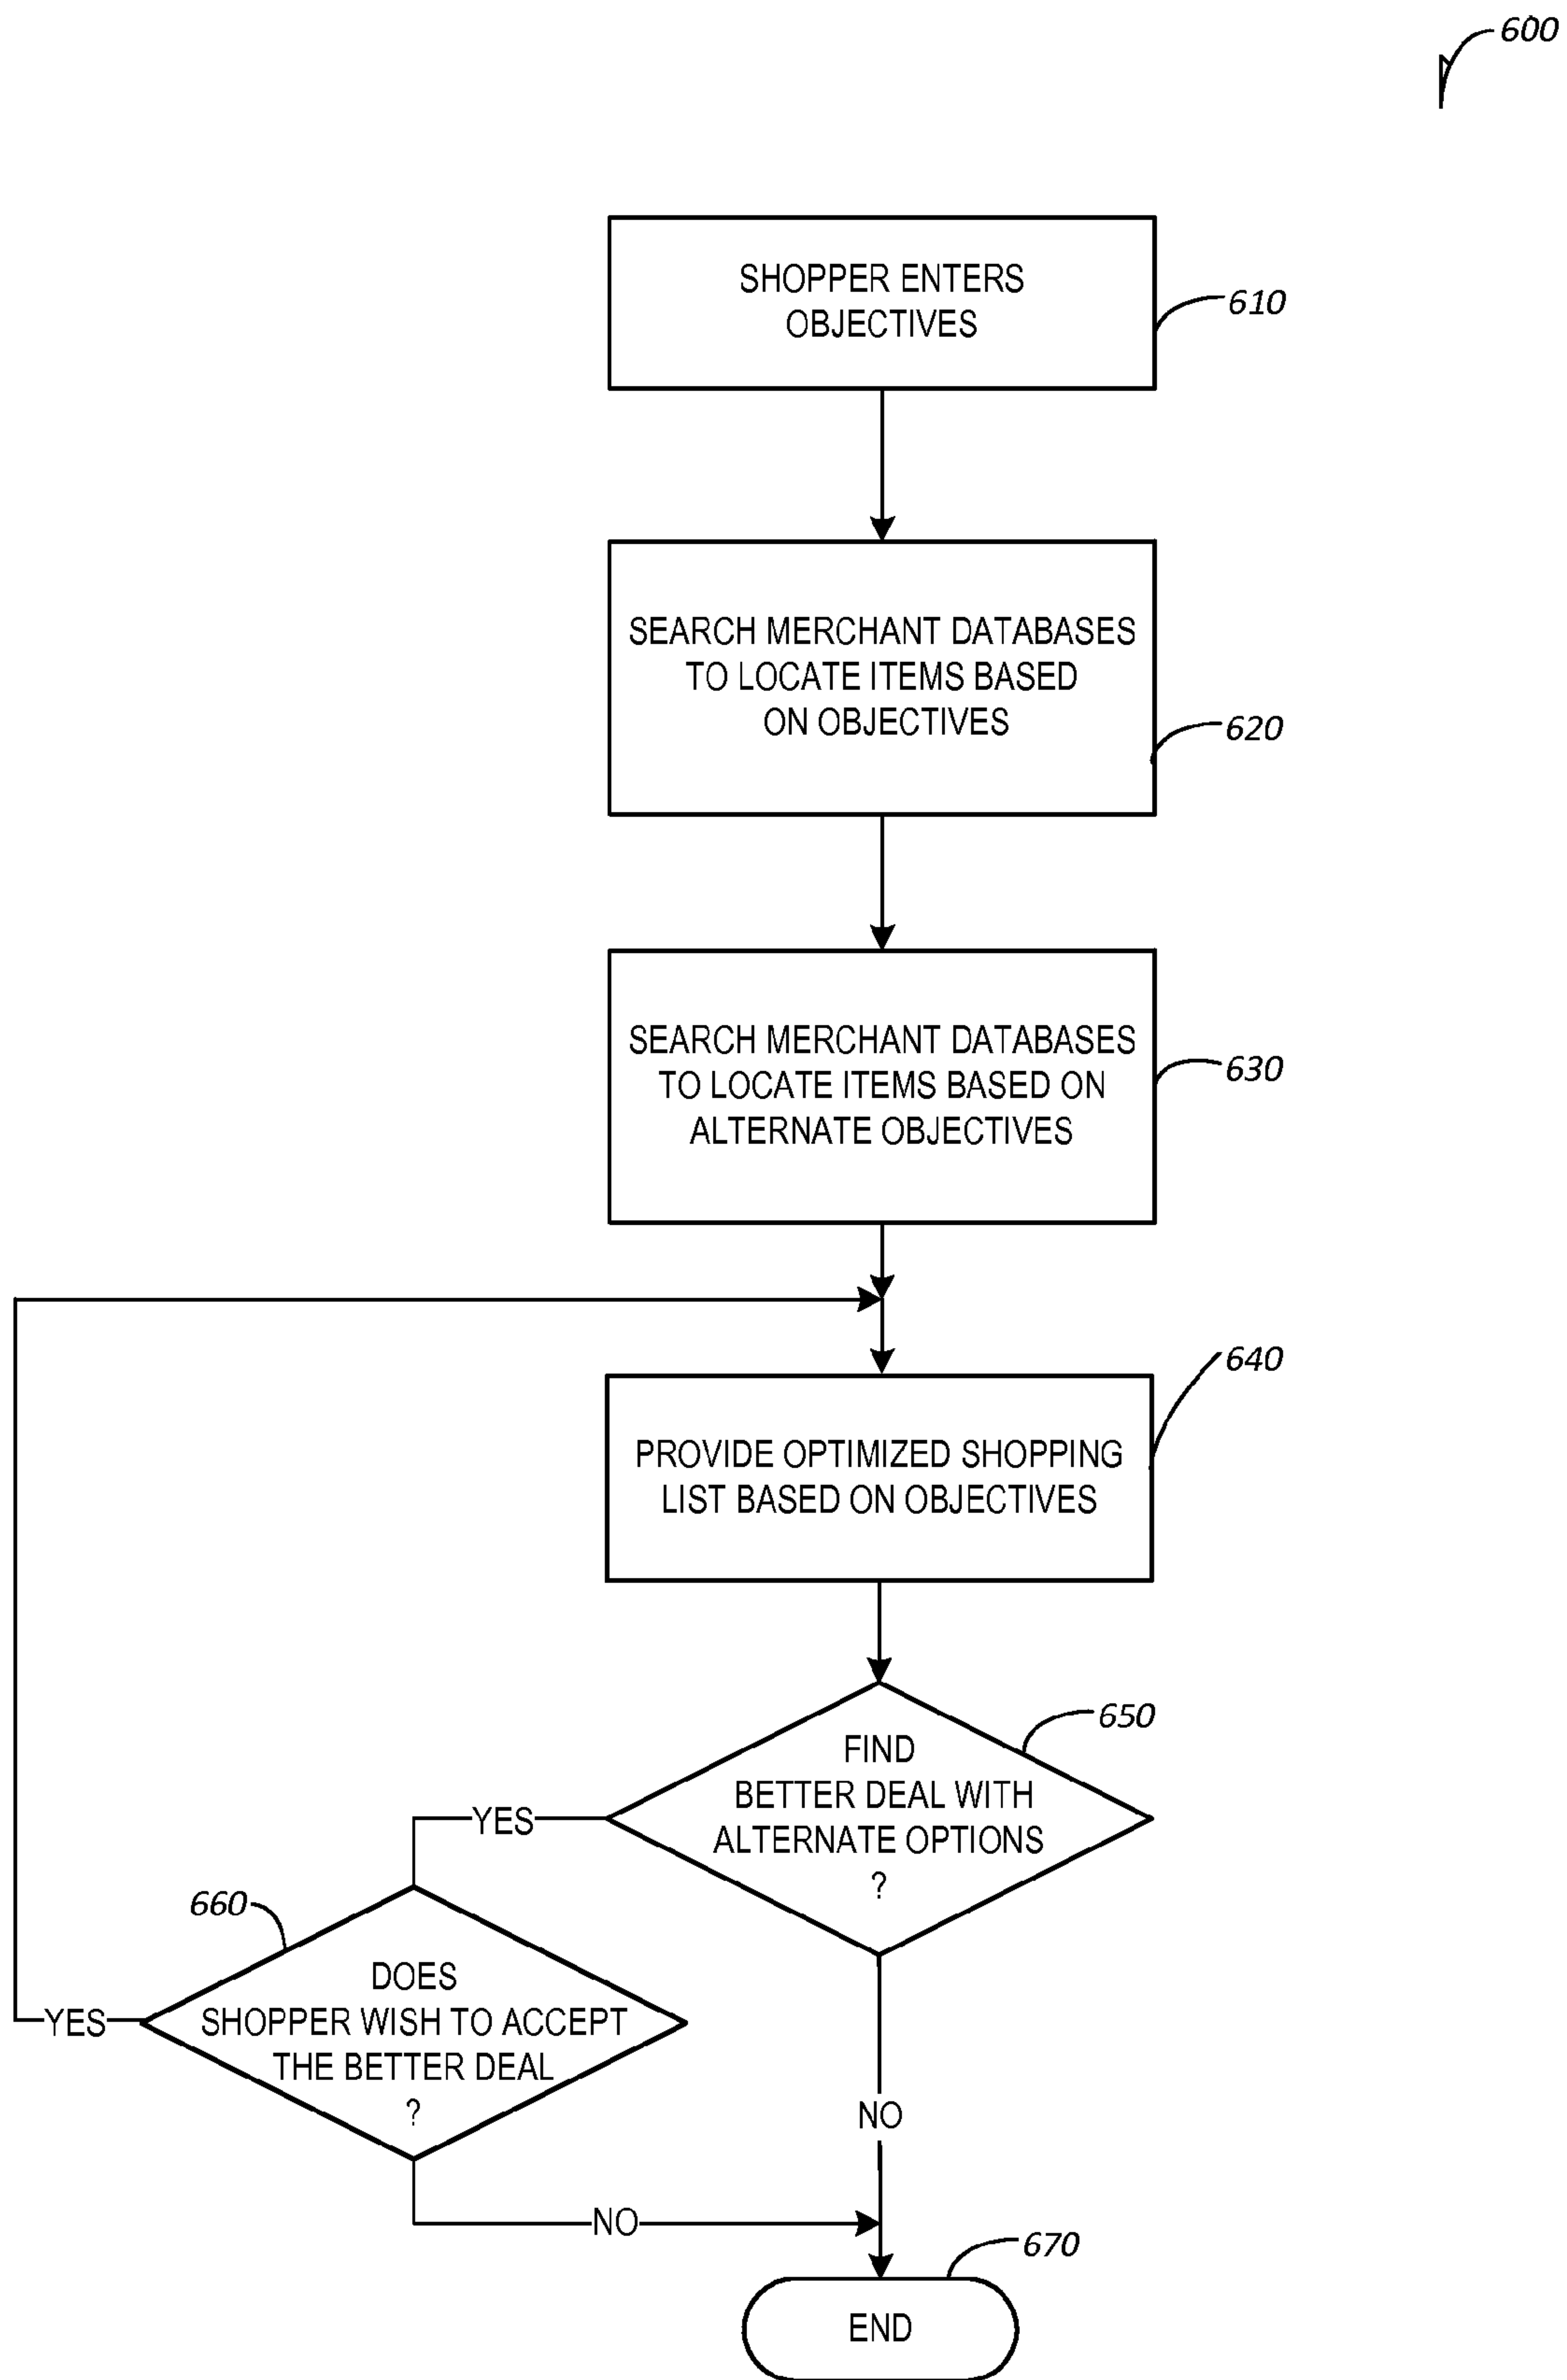 600
SHOPPER ENTERS
OBJECTIVES
610
SEARCH MERCHANT DATABASES
TO LOCATE ITEMS BASED
ON OBJECTIVES
620
SEARCH MERCHANT DATABASES
TO LOCATE ITEMS BASED ON
ALTERNATE OBJECTIVES
630
640
PROVIDE OPTIMIZED SHOPPING
LIST BASED ON OBJECTIVES
650
FIND
BETTER DEAL WITH
ALTERNATE OPTIONS
?
YES
660
DOES
SHOPPER WISH TO ACCEPT
THE BETTER DEAL
?
YES
NO
NO
670
END